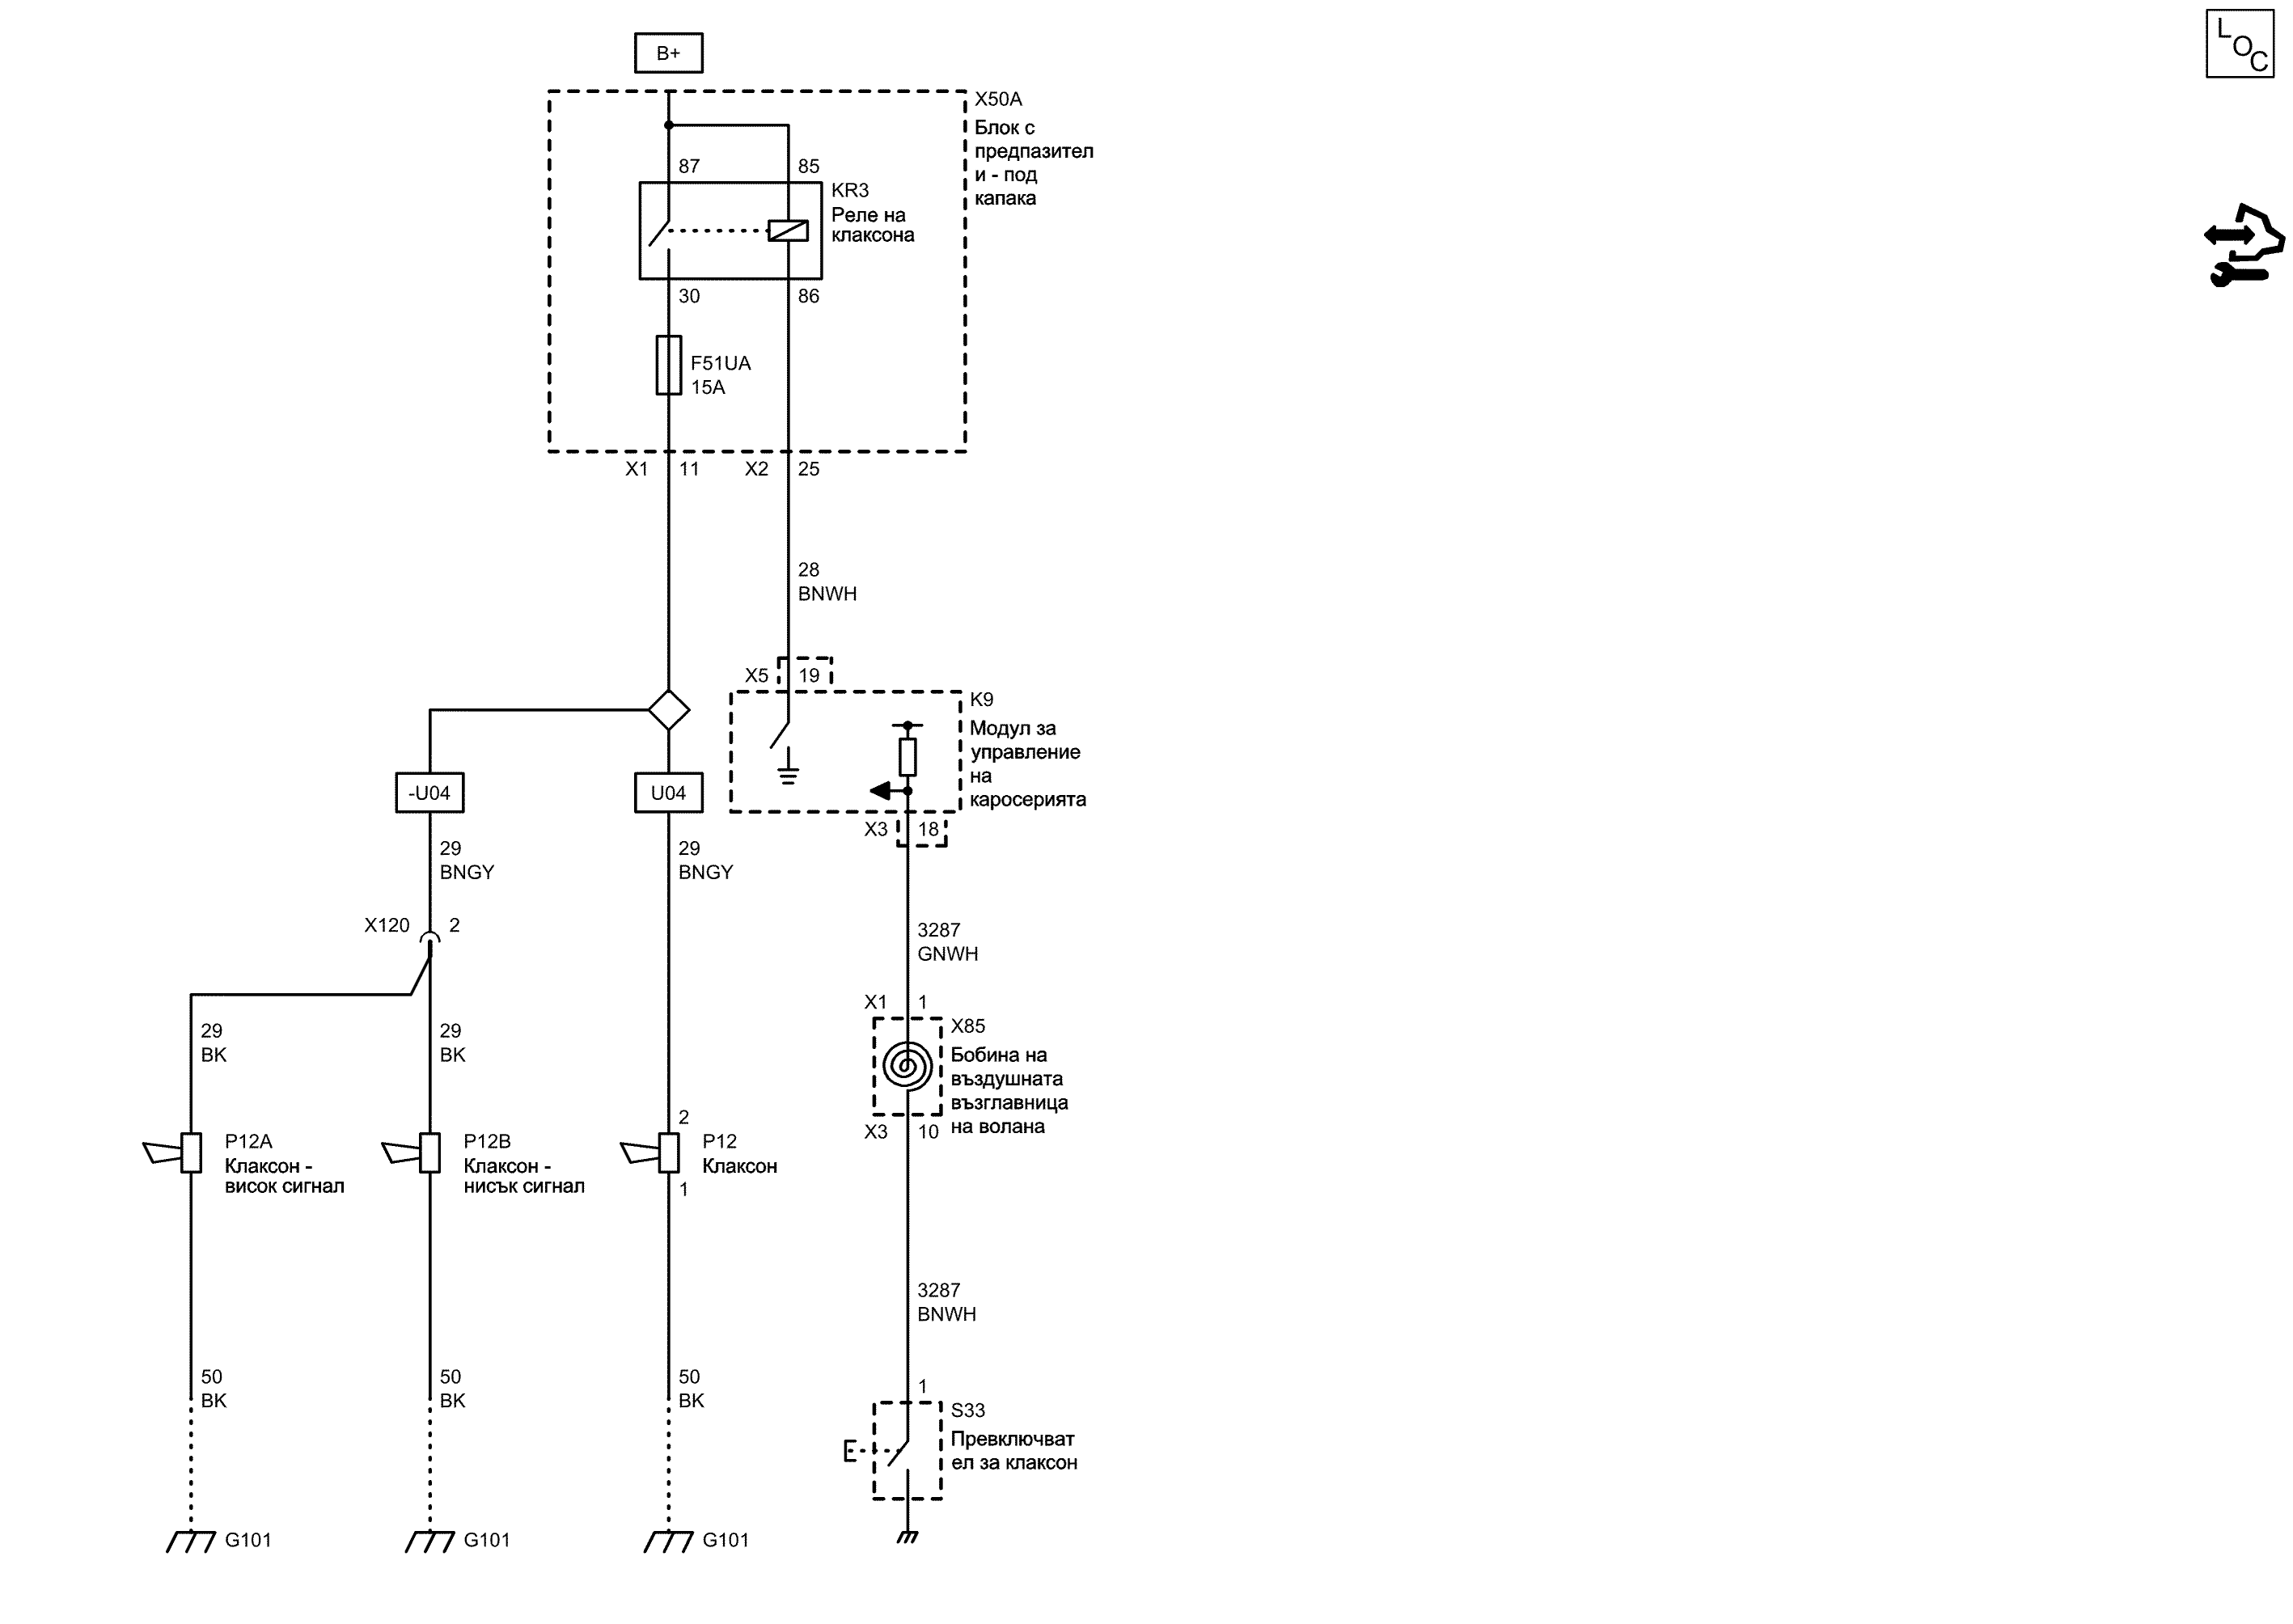 B+
LOC
X50A
Блок с
предпазител
и - под
капака
87
85
KR3
Реле на
клаксона
30
86
F51UA
15A
X1
11
X2
25
28
BNWH
X5
19
K9
Модул за
управление
на
каросерията
-U04
U04
X3
18
29
BNGY
29
BNGY
X120
2
3287
GNWH
X1
1
X85
Бобина на
въздушната
възглавница
на волана
X3
10
29
BK
29
BK
2
P12A
Клаксон -
висок сигнал
P12B
Клаксон -
нисък сигнал
P12
Клаксон
1
3287
BNWH
50
BK
50
BK
50
BK
1
S33
Превключват
ел за клаксон
G101
G101
G101